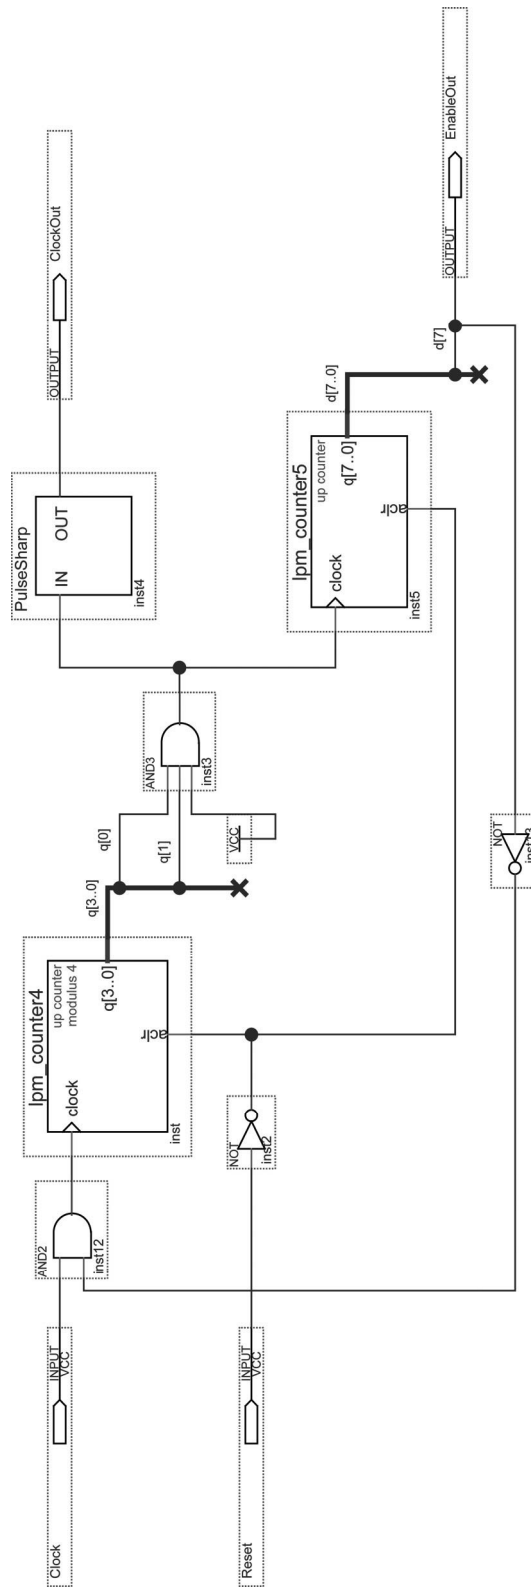 Clock
INPUT
VCC
AND2
inst12
lpm_counter4
up counter
modulus 4
clock
q[3..0]
aclr
inst
Reset
INPUT
VCC
NOT
inst2
q[3..0]
q[0]
q[1]
VCC
AND3
inst3
PulseSharp
IN
OUT
inst4
OUTPUT
ClockOut
lpm_counter5
up counter
clock
q[7..0]
aclr
inst5
d[7..0]
d[7]
OUTPUT
EnableOut
NOT
inst13